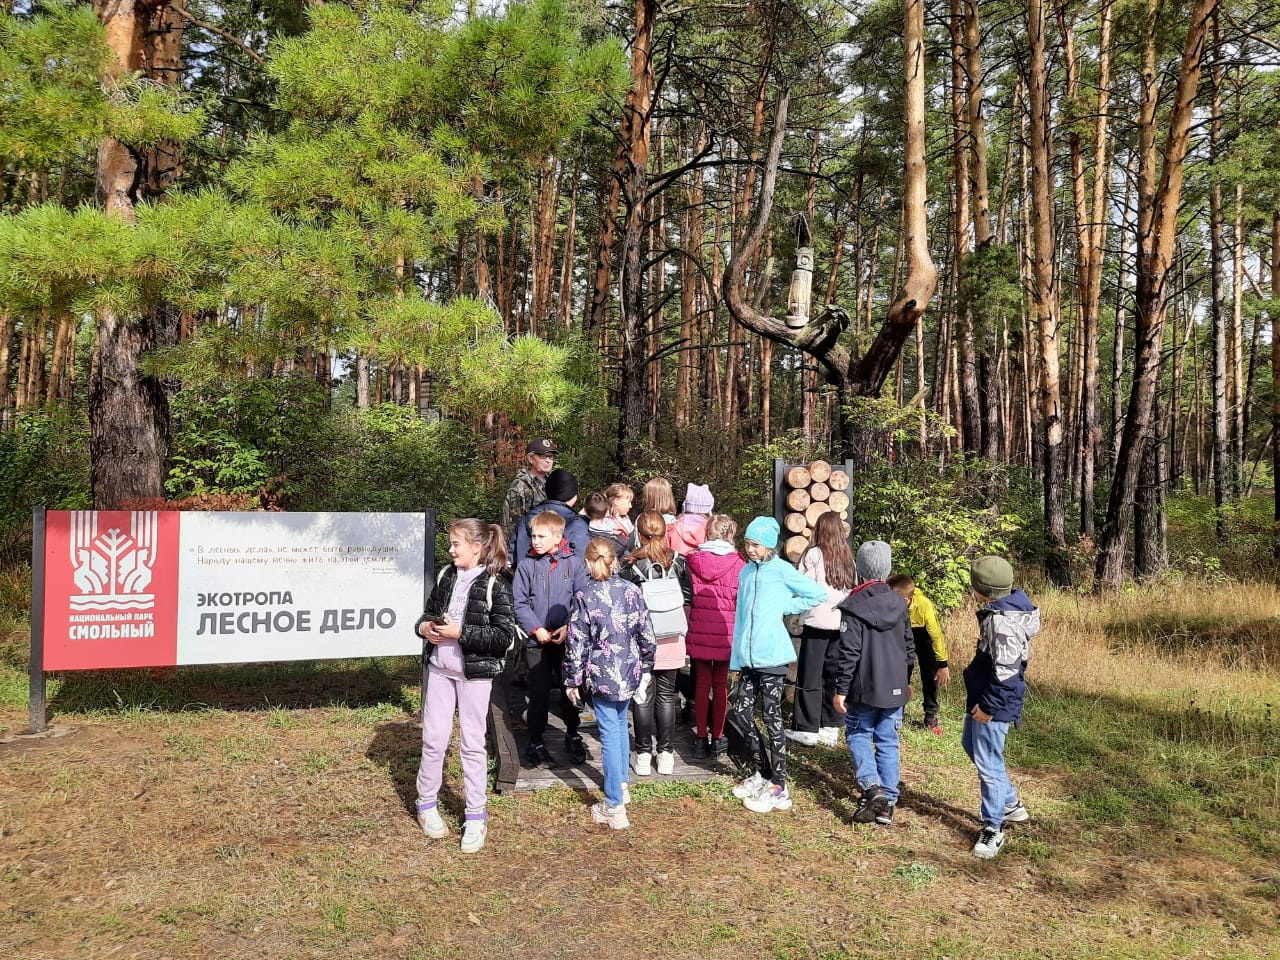 НАЦИОНАЛЬНЫЙ ПАРК
СМОЛЬНЫЙ
«В лесных делах не может быть равнодушия.
Народу нашему вечно жить на этой земле»
ЭКОТРОПА
ЛЕСНОЕ ДЕЛО